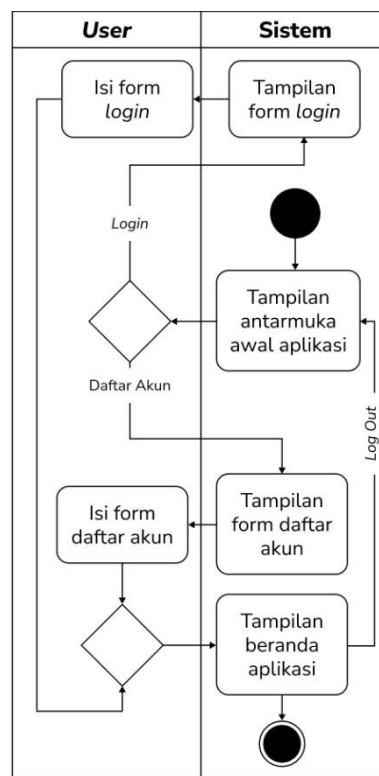 User
Sistem
Isi form
login
Tampilan
form login
Login
Tampilan
antarmuka
awal aplikasi
Daftar Akun
Log Out
Isi form
daftar akun
Tampilan
form daftar
akun
Tampilan
beranda
aplikasi